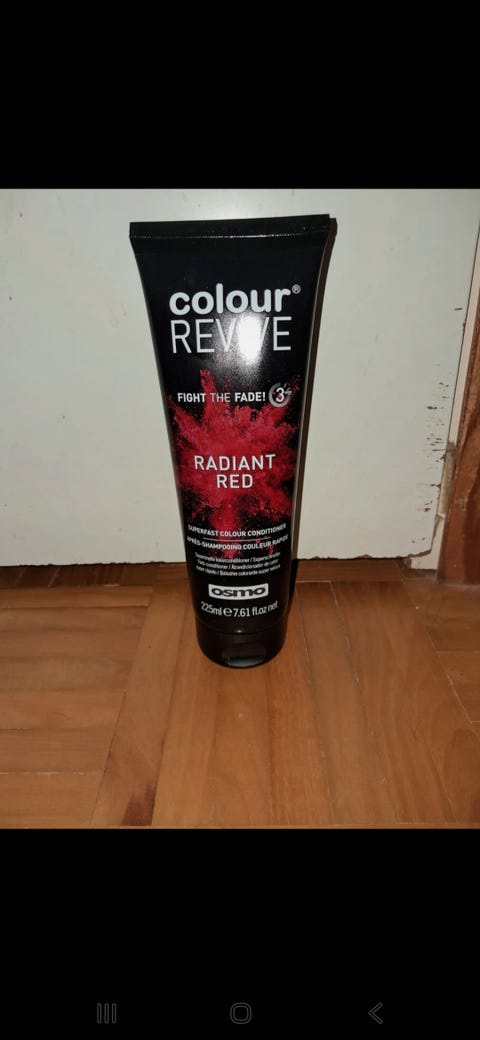 colour®
REVIVE
FIGHT THE FADE! 3
RADIANT
RED
SUPERFAST COLOUR CONDITIONER
APRÈS-SHAMPOOING COULEUR RAPIDE
osmo
225ml e 7.61 fl.oz net